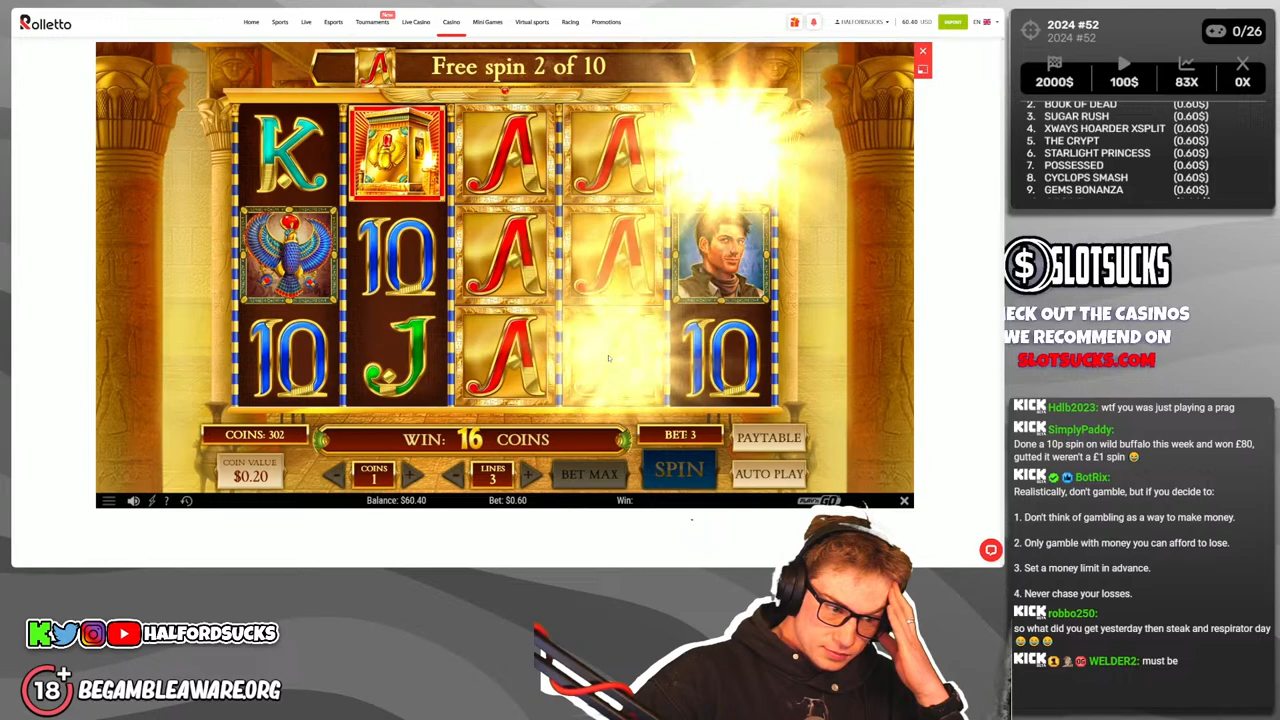 Rolletto
Home Sports Live Esports Tournaments New Live Casino Casino Mini Games Virtual sports Racing Promotions
HALFORDSUCKS 60.40 USD EN
Free spin 2 of 10
A
K A A
10 A A
10 J A 10
COINS: 302
WIN: 16 COINS
BET: 3
PAYTABLE
COIN VALUE
$0.20
- COINS +
1
- LINES +
3
BET MAX
SPIN
AUTO PLAY
Balance: $60.40 Bet: $0.60 Win:
PLAY'N GO
2024 #52
2024 #52
0/26
2000$ 100$ 83X 0X
2. BOOK OF DEAD (0.60$)
3. SUGAR RUSH (0.60$)
4. XWAYS HOARDER XSPLIT (0.60$)
5. THE CRYPT (0.60$)
6. STARLIGHT PRINCESS (0.60$)
7. POSSESSED (0.60$)
8. CYCLOPS SMASH (0.60$)
9. GEMS BONANZA (0.60$)
$ SLOTSUCKS
ECK OUT THE CASINOS
WE RECOMMEND ON
SLOTSUCKS.COM
KICK Hdlb2023: wtf you was just playing a prag
KICK SimplyPaddy:
Done a 10p spin on wild buffalo this week and won £80,
gutted it weren't a £1 spin
KICK BotRix:
Realistically, don't gamble, but if you decide to:
1. Don't think of gambling as a way to make money.
2. Only gamble with money you can afford to lose.
3. Set a money limit in advance.
4. Never chase your losses.
KICK robbo250:
so what did you get yesterday then steak and respirator day
KICK OG WELDER2: must be
K HALFORDSUCKS
18+ BEGAMBLEAWARE.ORG